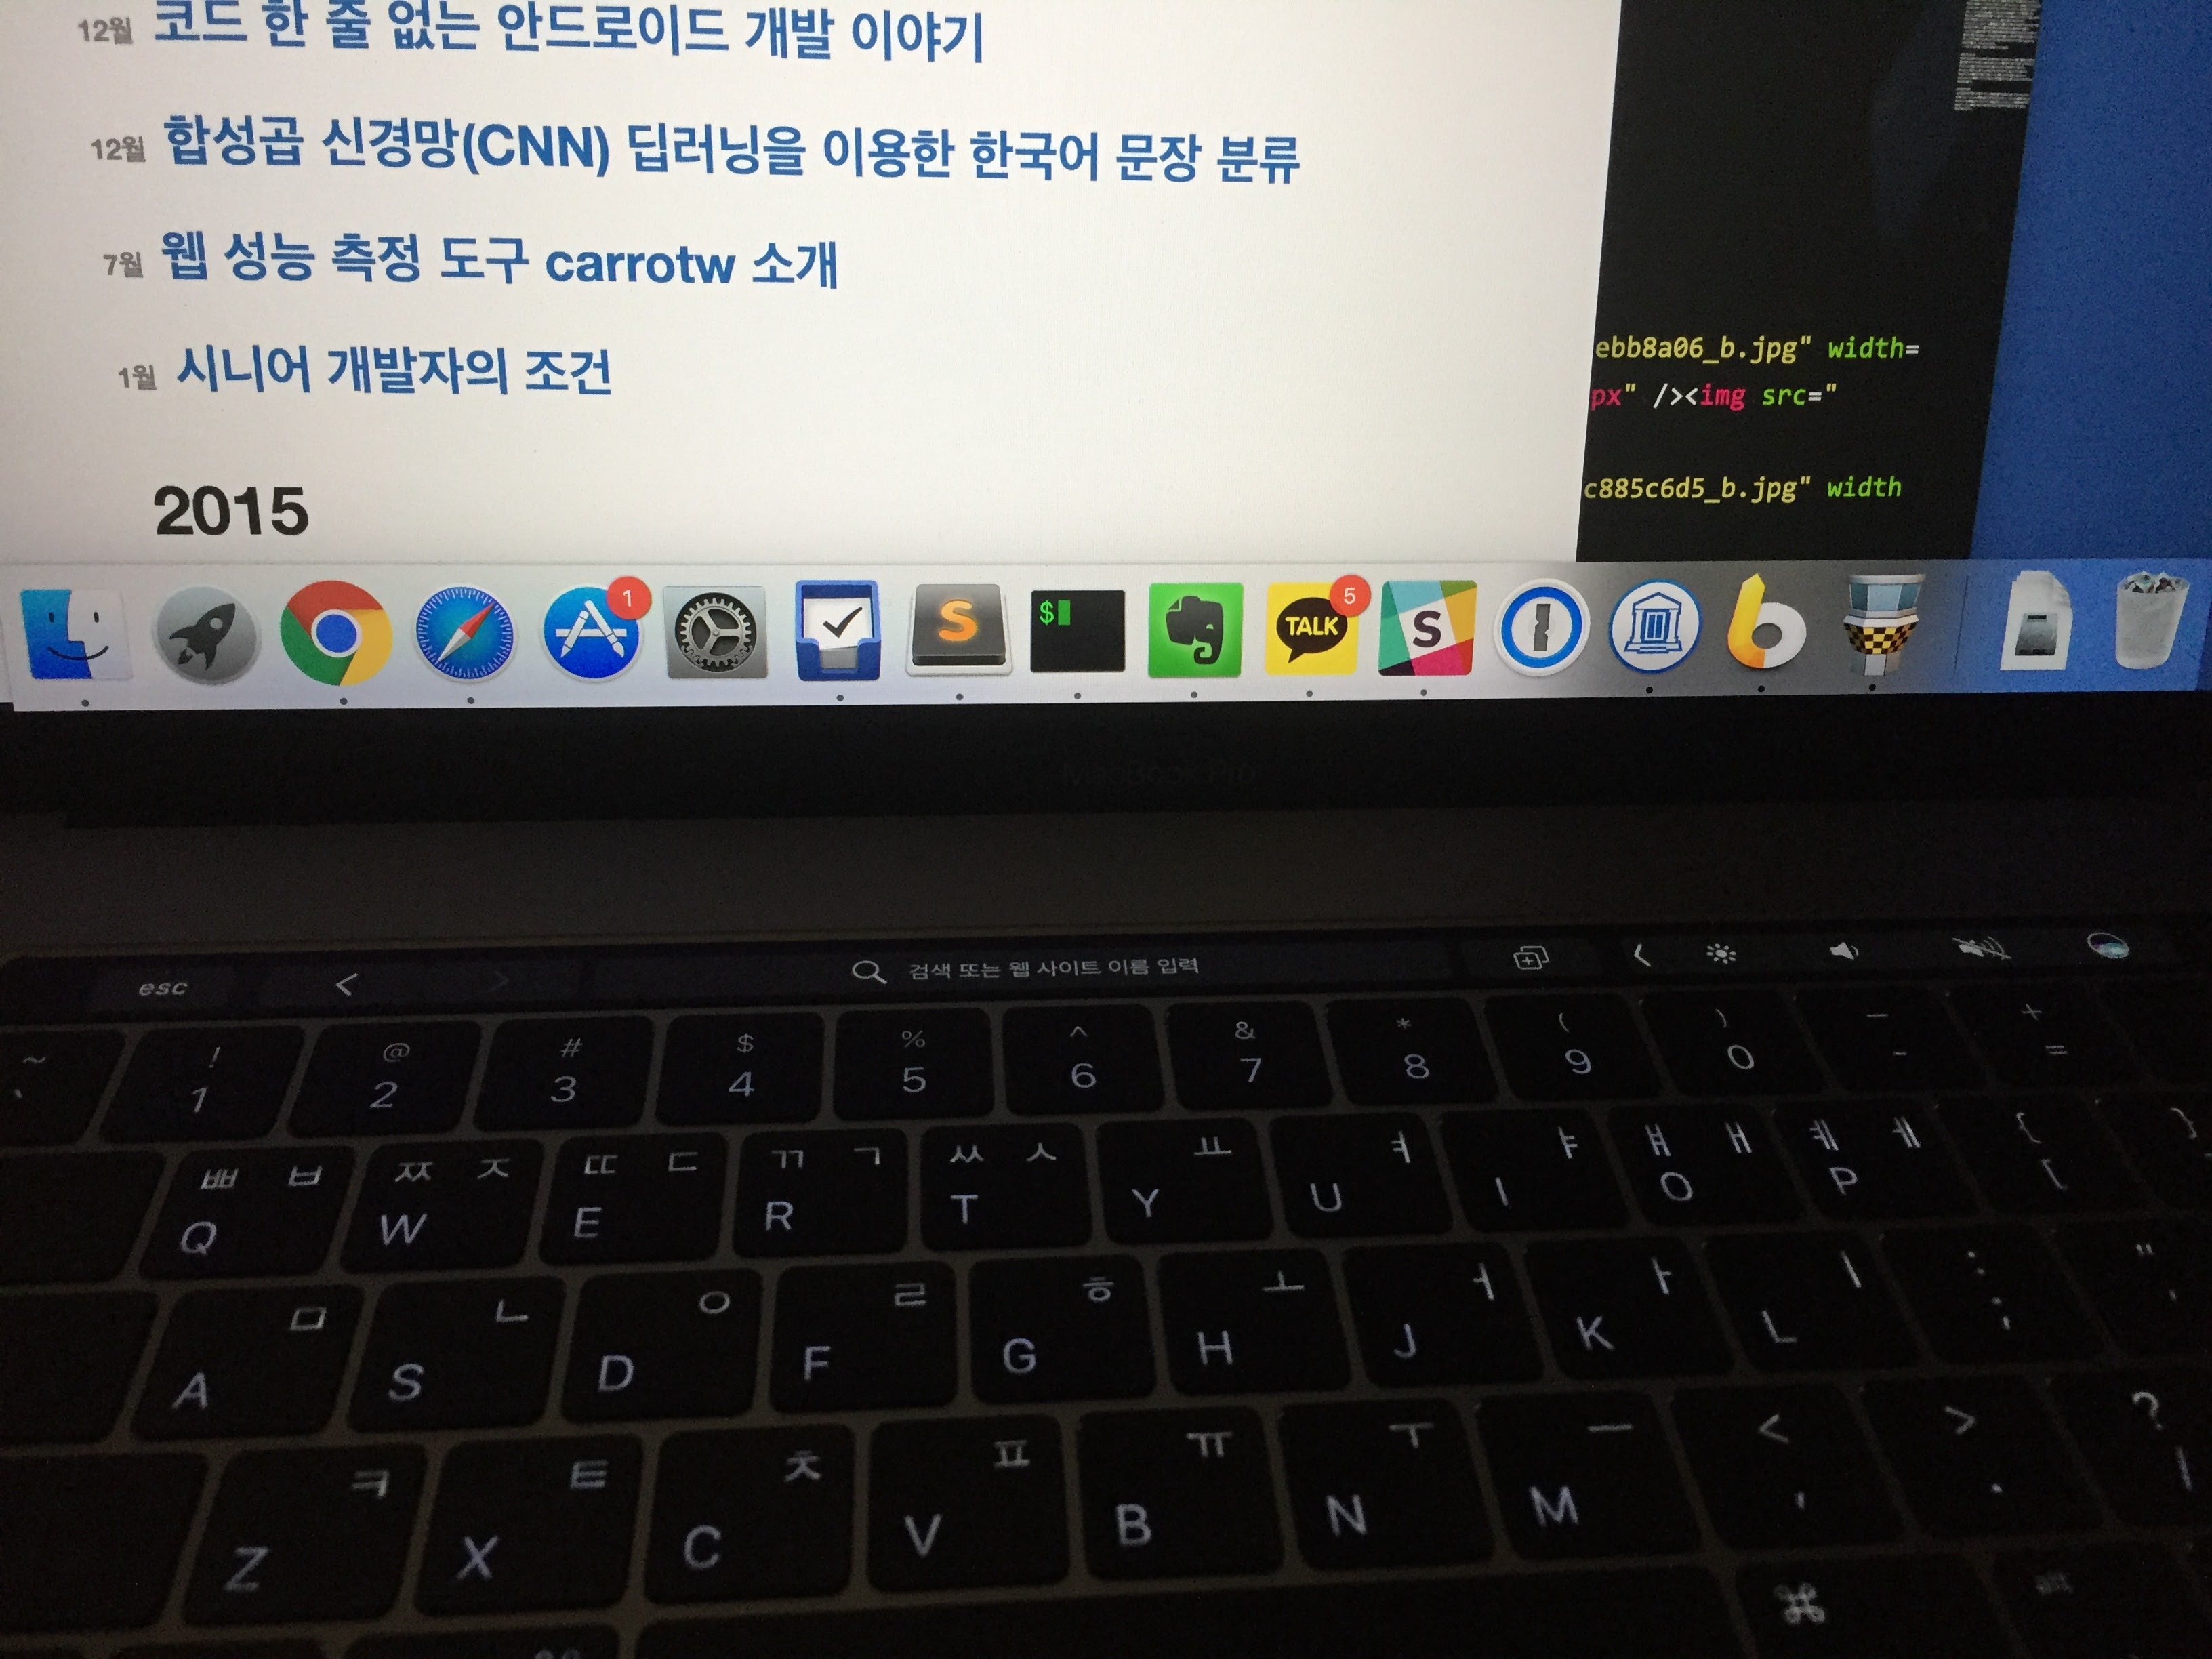 12월 코드 한 줄 없는 안드로이드 개발 이야기
12월 합성곱 신경망(CNN) 딥러닝을 이용한 한국어 문장 분류
7월 웹 성능 측정 도구 carrotw 소개
1월 시니어 개발자의 조건
2015
ebb8a06_b.jpg" width=
px" /><img src="
c885c6d5_b.jpg" width
1
$
TALK
5
S
S
MacBook Pro
esc < > 검색 또는 웹 사이트 이름 입력 <
~ ! @ # $ % ^ & * ( ) — +
` 1 2 3 4 5 6 7 8 9 0 - =
ㅃ ㅂ ㅉ ㅈ ㄸ ㄷ ㄲ ㄱ ㅆ ㅅ ㅛ ㅕ ㅑ ㅒ ㅐ ㅖ ㅔ { }
Q W E R T Y U I O P [
ㅁ ㄴ ㅇ ㄹ ㅎ ㅗ ㅓ ㅏ ㅣ : "
A S D F G H J K L ; '
ㅋ ㅌ ㅊ ㅍ ㅠ ㅜ ㅡ < > ?
Z X C V B N M , . /
⌘